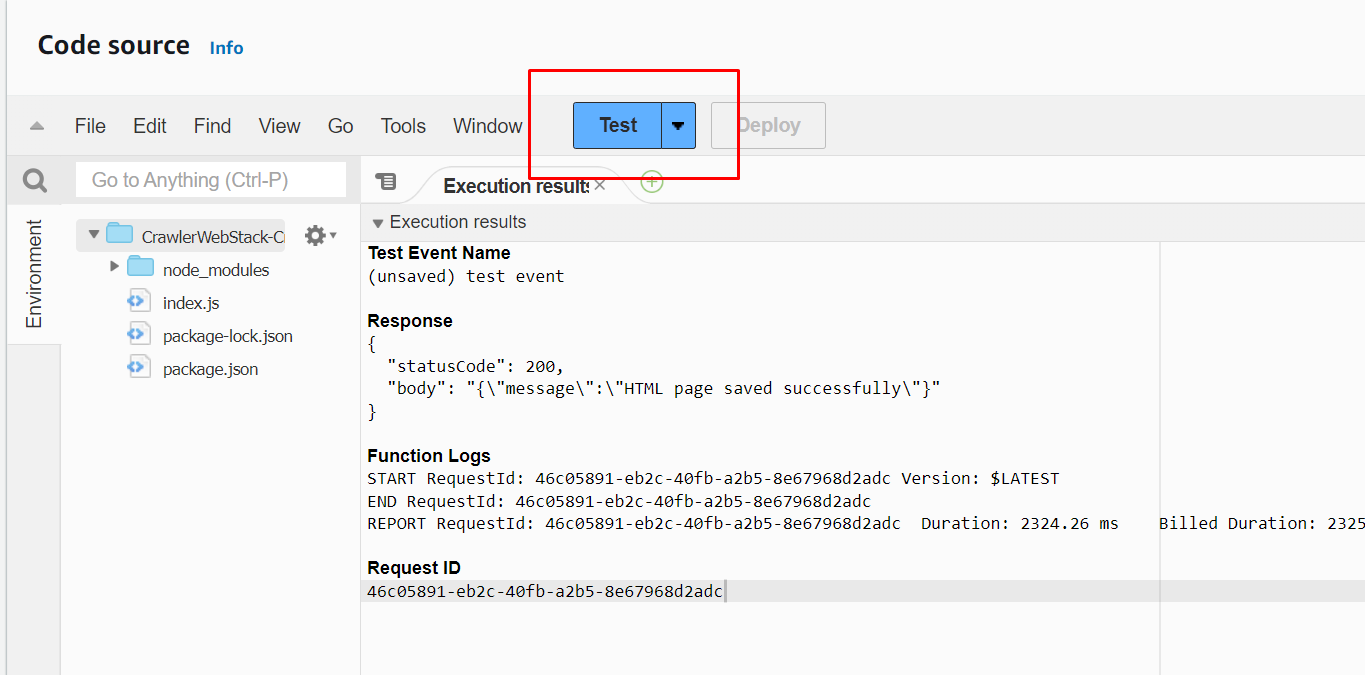 Code source Info
File Edit Find View Go Tools Window Test Deploy
Go to Anything (Ctrl-P)
Execution results
Environment
Execution results
CrawlerWebStack-C
node_modules
index.js
package-lock.json
package.json
Test Event Name
(unsaved) test event
Response
{
"statusCode": 200,
"body": "{\"message\":\"HTML page saved successfully\"}"
}
Function Logs
START RequestId: 46c05891-eb2c-40fb-a2b5-8e67968d2adc Version: $LATEST
END RequestId: 46c05891-eb2c-40fb-a2b5-8e67968d2adc
REPORT RequestId: 46c05891-eb2c-40fb-a2b5-8e67968d2adc Duration: 2324.26 ms Billed Duration: 2325
Request ID
46c05891-eb2c-40fb-a2b5-8e67968d2adc